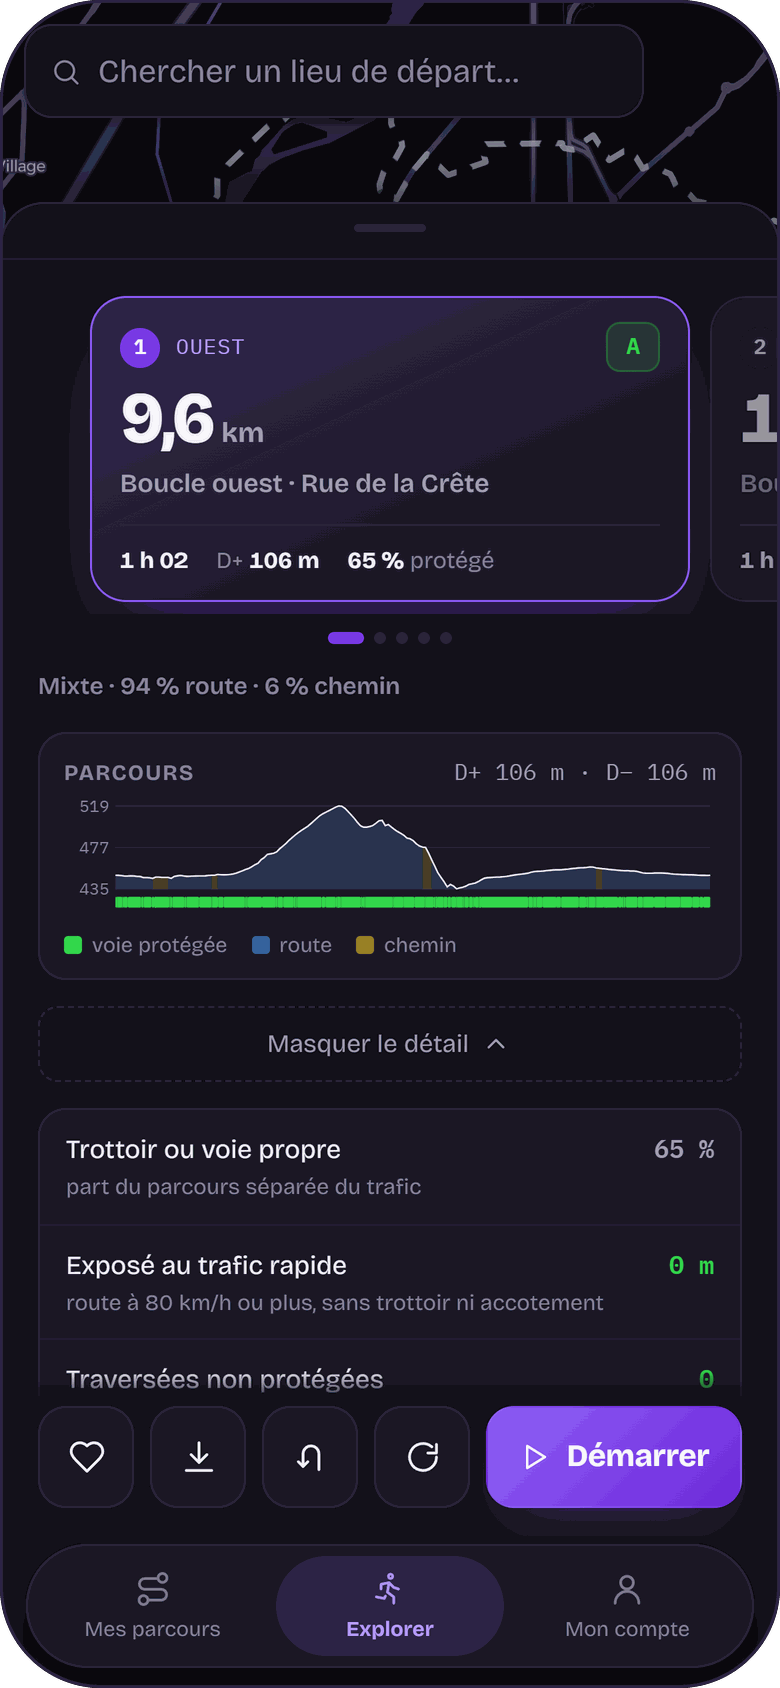 Chercher un lieu de départ...
Village
1 OUEST A
9,6 km
Boucle ouest · Rue de la Crête
1 h 02 D+ 106 m 65 % protégé
2
1
1 h
Mixte · 94 % route · 6 % chemin
PARCOURS D+ 106 m · D− 106 m
519
477
435
voie protégée route chemin
Masquer le détail
Trottoir ou voie propre 65 %
part du parcours séparée du trafic
Exposé au trafic rapide 0 m
route à 80 km/h ou plus, sans trottoir ni accotement
Traversées non protégées 0
Démarrer
Mes parcours Explorer Mon compte